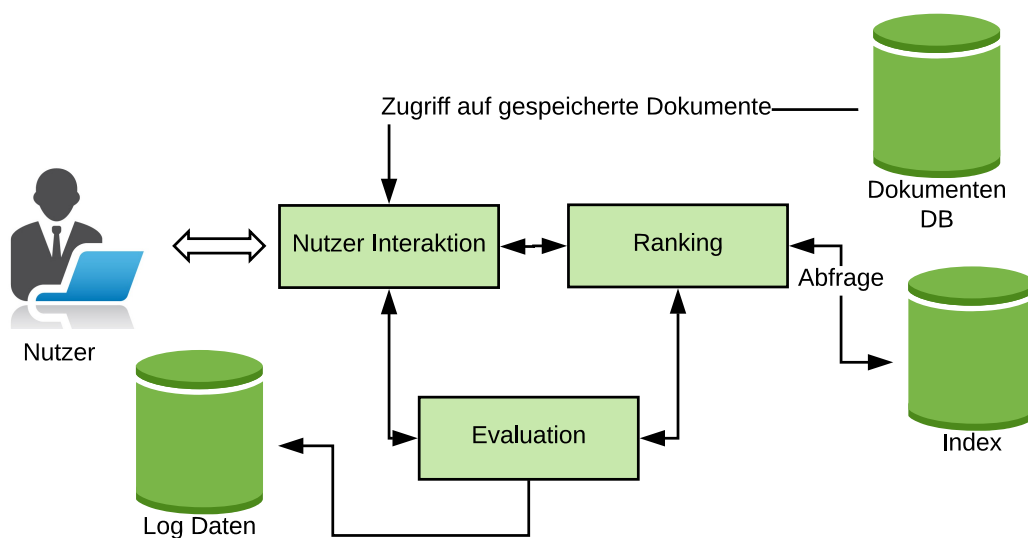 Zugriff auf gespeicherte Dokumente
Dokumenten
DB
Nutzer Interaktion
Ranking
Abfrage
Nutzer
Evaluation
Index
Log Daten